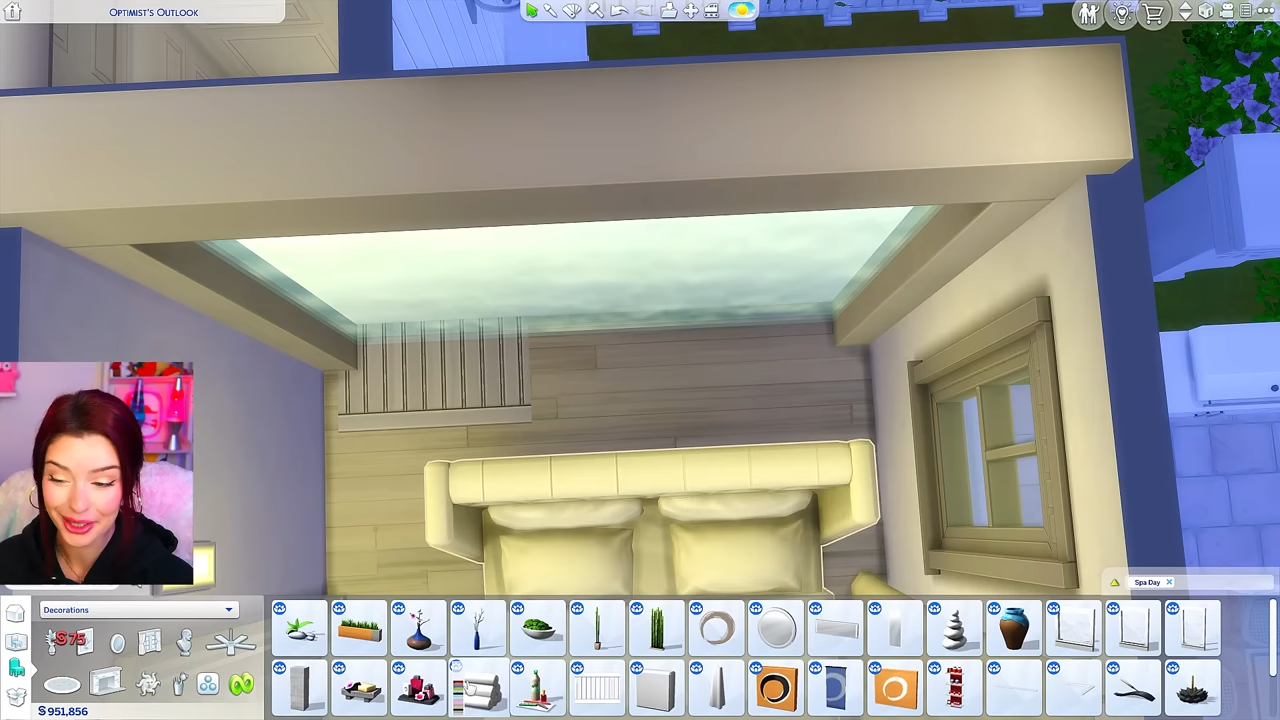 OPTIMIST'S OUTLOOK
Spa Day
Decorations
$75
$951,856